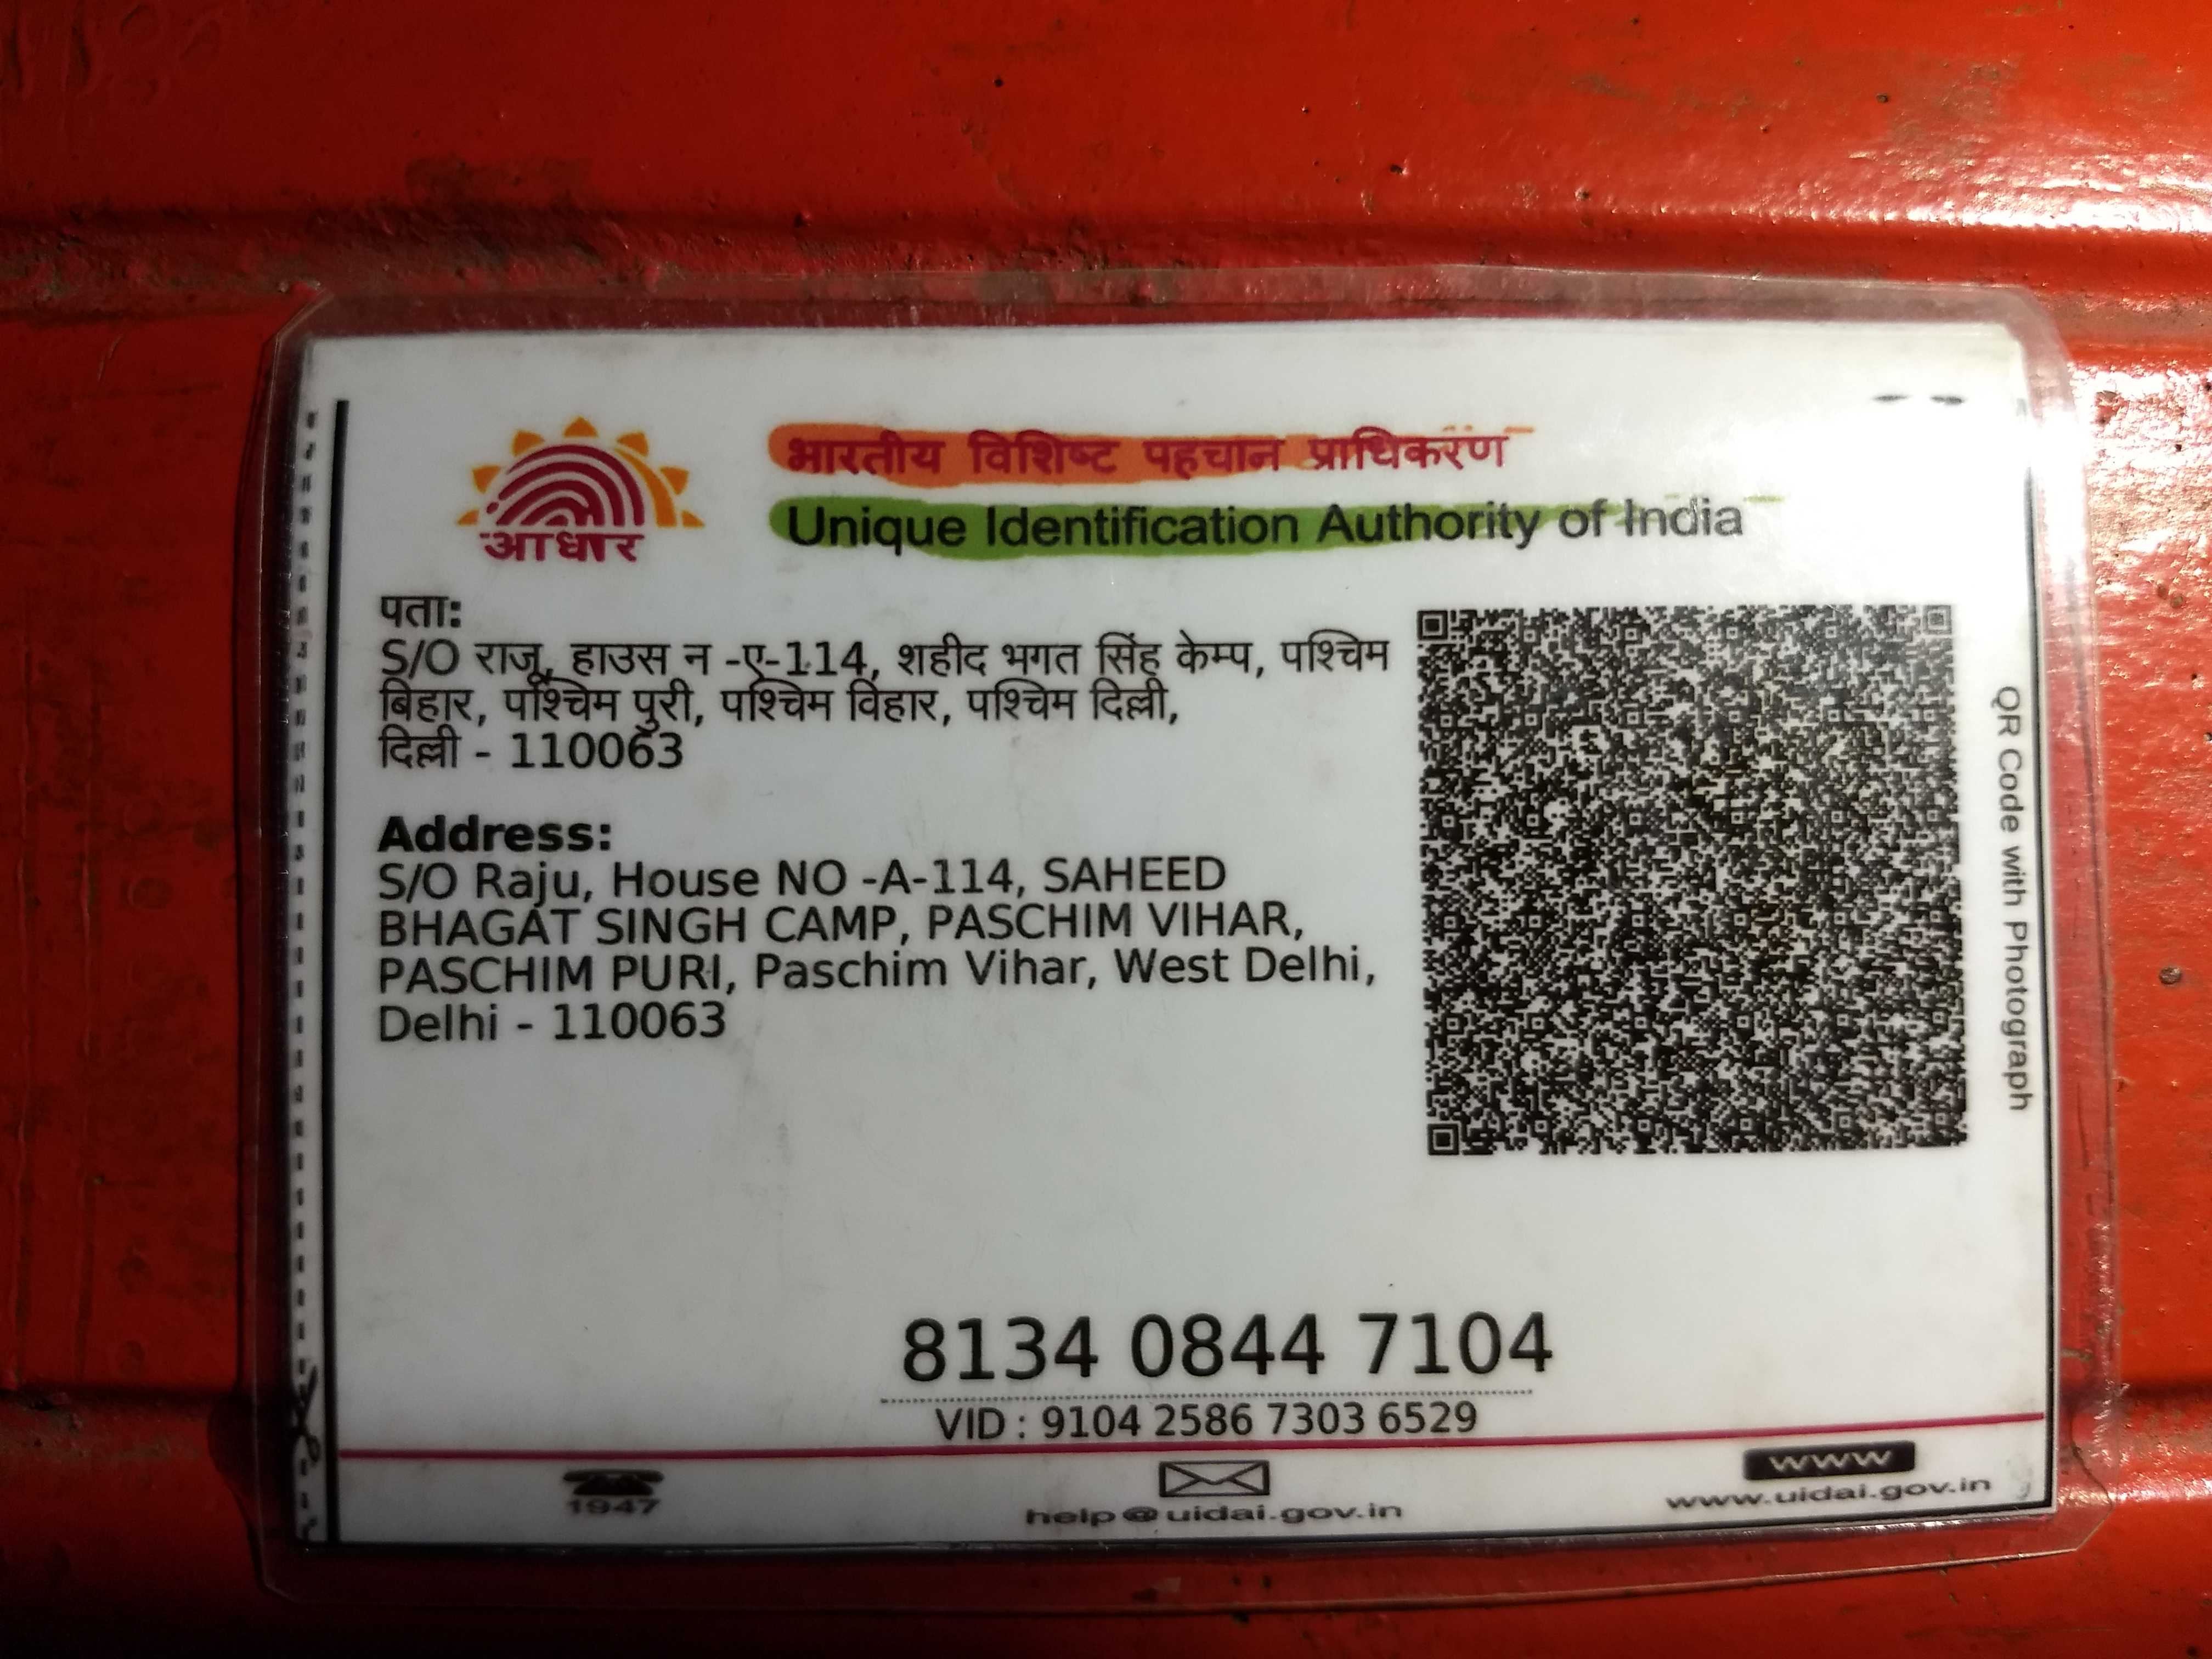 आधार
भारतीय विशिष्ट पहचान प्राधिकरण
Unique Identification Authority of India
पता:
S/O राजू, हाउस न -ए-114, शहीद भगत सिंह केम्प, पश्चिम
बिहार, पश्चिम पुरी, पश्चिम विहार, पश्चिम दिल्ली,
दिल्ली - 110063
Address:
S/O Raju, House NO -A-114, SAHEED
BHAGAT SINGH CAMP, PASCHIM VIHAR,
PASCHIM PURI, Paschim Vihar, West Delhi,
Delhi - 110063
QR Code with Photograph
8134 0844 7104
VID : 9104 2586 7303 6529
1947
help@uidai.gov.in
www
www.uidai.gov.in